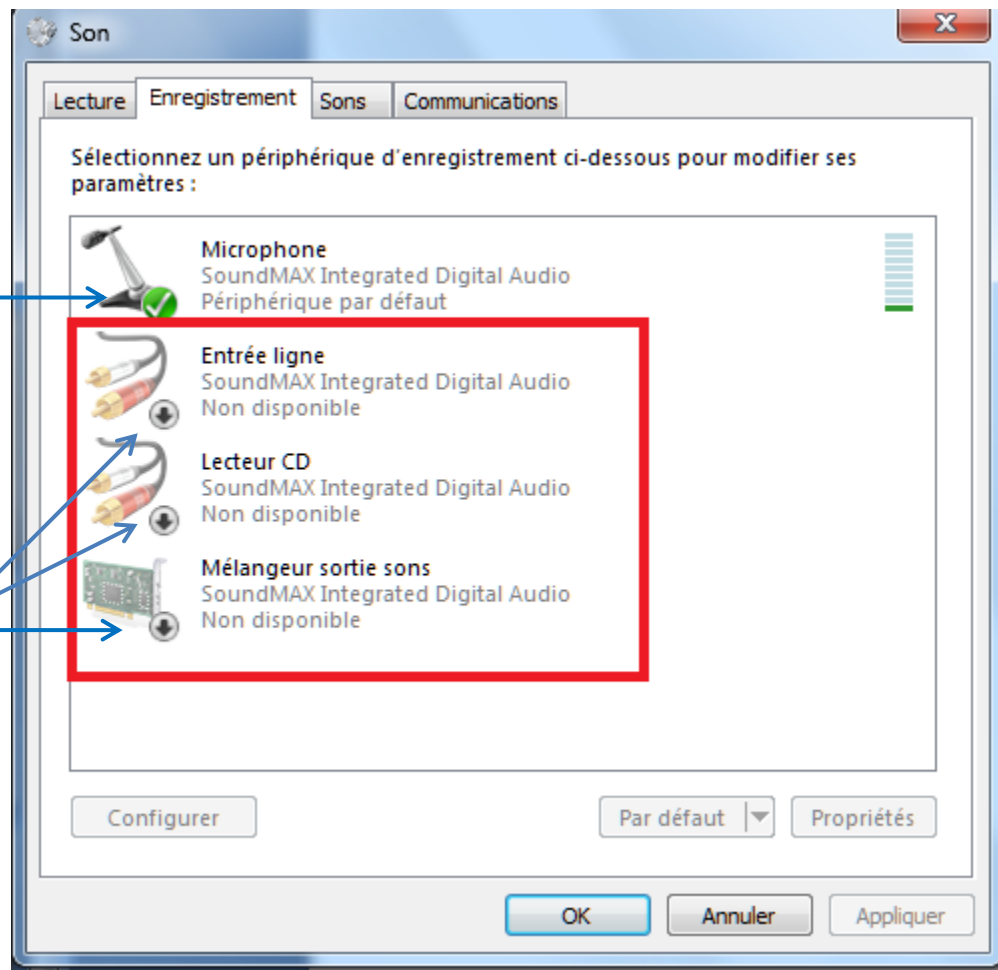 Son
Lecture Enregistrement Sons Communications
Sélectionnez un périphérique d'enregistrement ci-dessous pour modifier ses
paramètres :
Microphone
SoundMAX Integrated Digital Audio
Périphérique par défaut
Entrée ligne
SoundMAX Integrated Digital Audio
Non disponible
Lecteur CD
SoundMAX Integrated Digital Audio
Non disponible
Mélangeur sortie sons
SoundMAX Integrated Digital Audio
Non disponible
Configurer Par défaut Propriétés
OK Annuler Appliquer